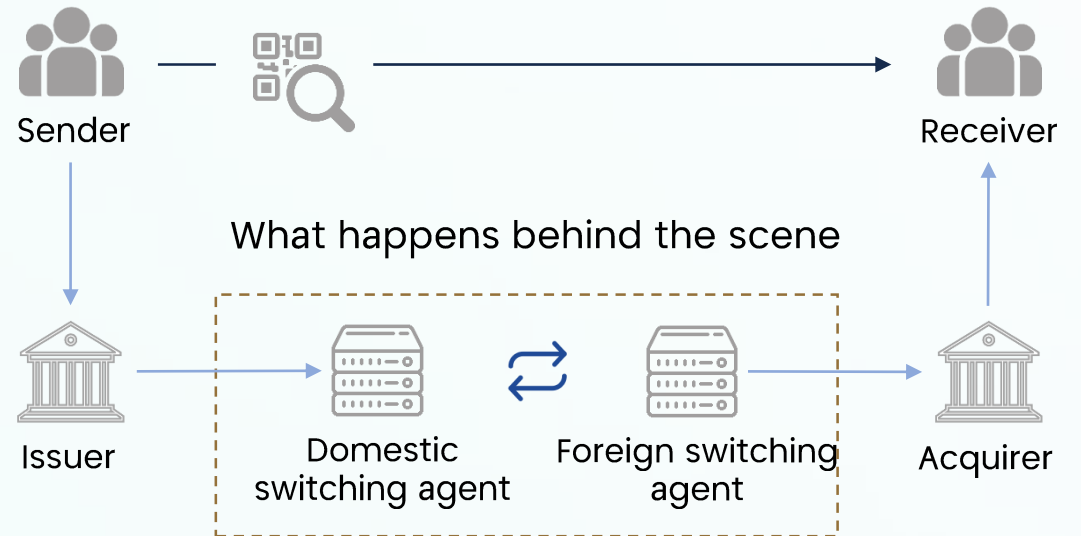 Sender
Receiver
What happens behind the scene
Issuer
Domestic
switching agent
Foreign switching
agent
Acquirer